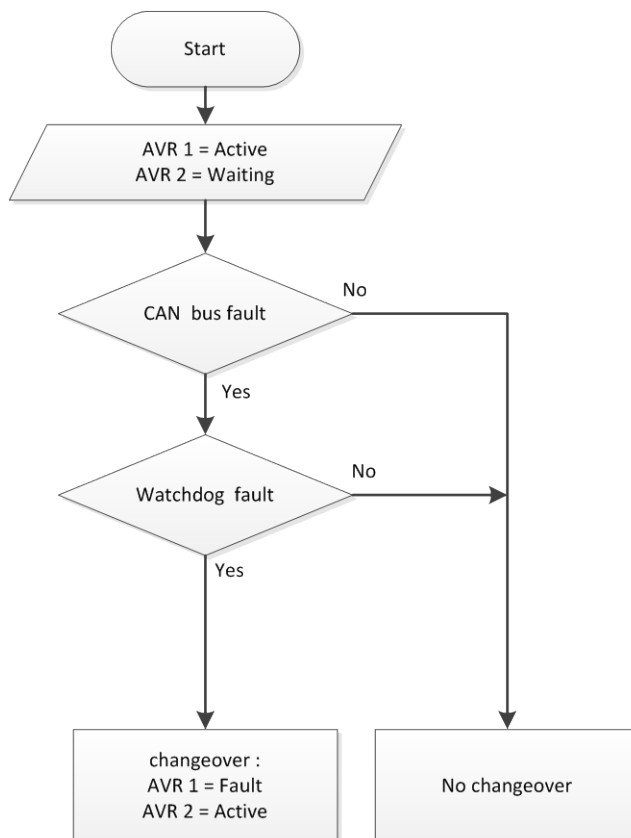 Start
AVR 1 = Active
AVR 2 = Waiting
CAN bus fault
No
Yes
Watchdog fault
No
Yes
changeover :
AVR 1 = Fault
AVR 2 = Active
No changeover